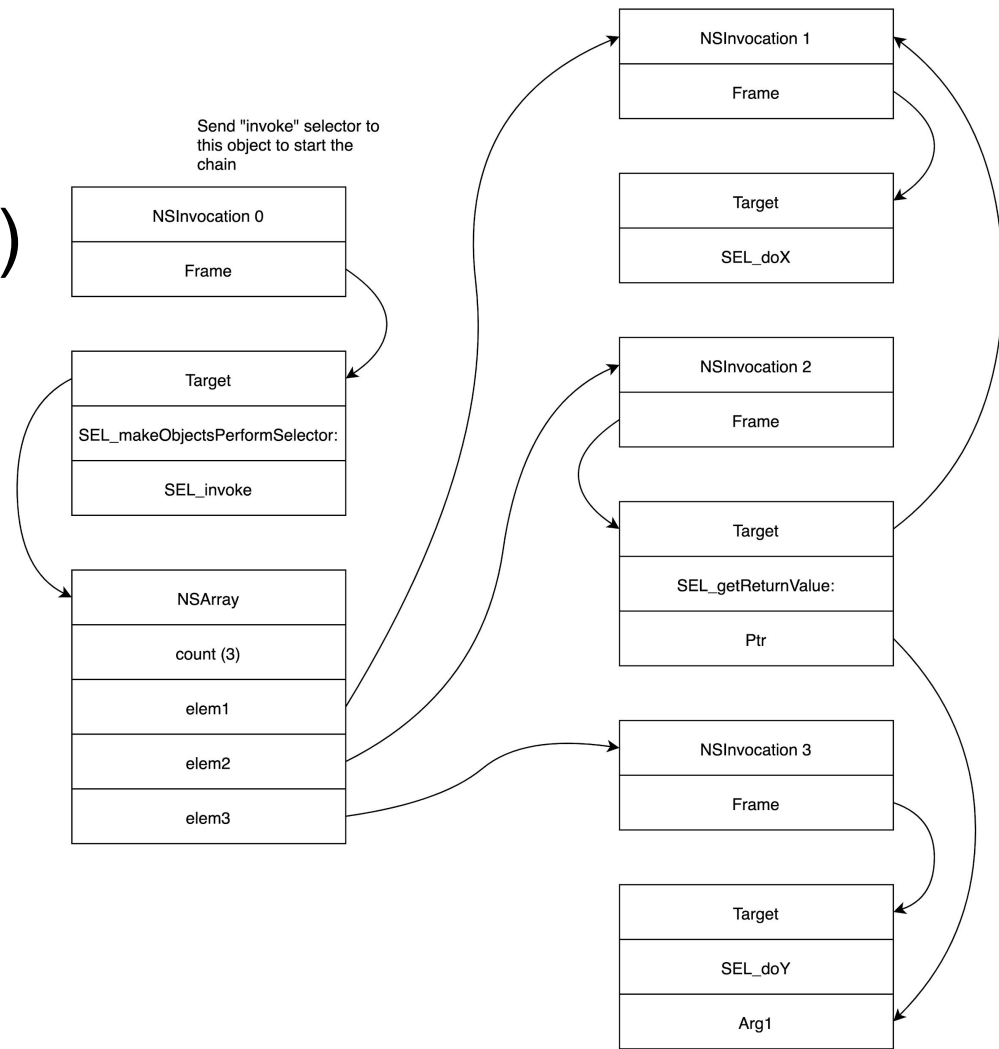 )
Send "invoke" selector to
this object to start the
chain
NSInvocation 0
Frame
Target
SEL_makeObjectsPerformSelector:
SEL_invoke
NSArray
count (3)
elem1
elem2
elem3
NSInvocation 1
Frame
Target
SEL_doX
NSInvocation 2
Frame
Target
SEL_getReturnValue:
Ptr
NSInvocation 3
Frame
Target
SEL_doY
Arg1